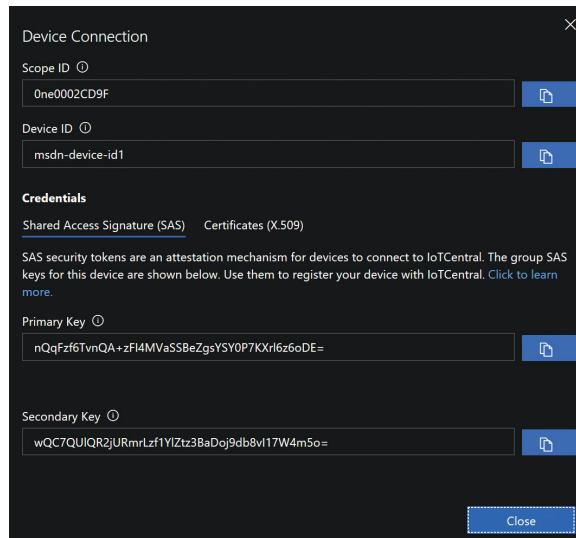 Device Connection
Scope ID
0ne0002CD9F
Device ID
msdn-device-id1
Credentials
Shared Access Signature (SAS) Certificates (X.509)
SAS security tokens are an attestation mechanism for devices to connect to IoTCentral. The group SAS
keys for this device are shown below. Use them to register your device with IoTCentral. Click to learn
more.
Primary Key
nQqFzf6TvnQA+zFI4MVaSSBeZgsYSY0P7KXrl6z6oDE=
Secondary Key
wQC7QUlQR2jURmrLzf1YlZtz3BaDoj9db8vI17W4m5o=
Close